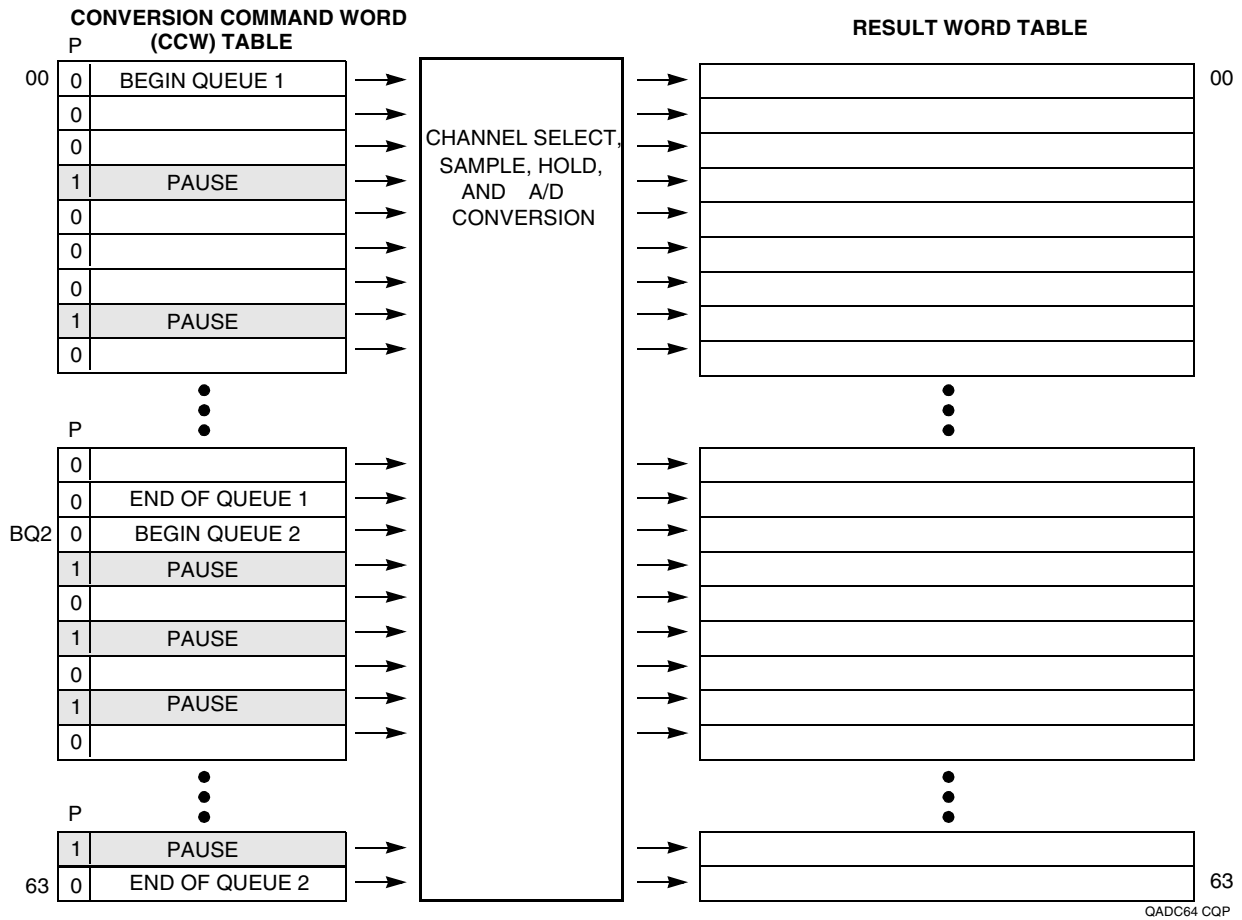 CONVERSION COMMAND WORD
(CCW) TABLE
P
RESULT WORD TABLE
00 0 BEGIN QUEUE 1 00
0
0
1 PAUSE
0
0
0
1 PAUSE
0
CHANNEL SELECT,
SAMPLE, HOLD,
AND A/D
CONVERSION
P
0
0 END OF QUEUE 1
BQ2 0 BEGIN QUEUE 2
1 PAUSE
0
1 PAUSE
0
1 PAUSE
0
P
1 PAUSE
63 0 END OF QUEUE 2 63
QADC64 CQP